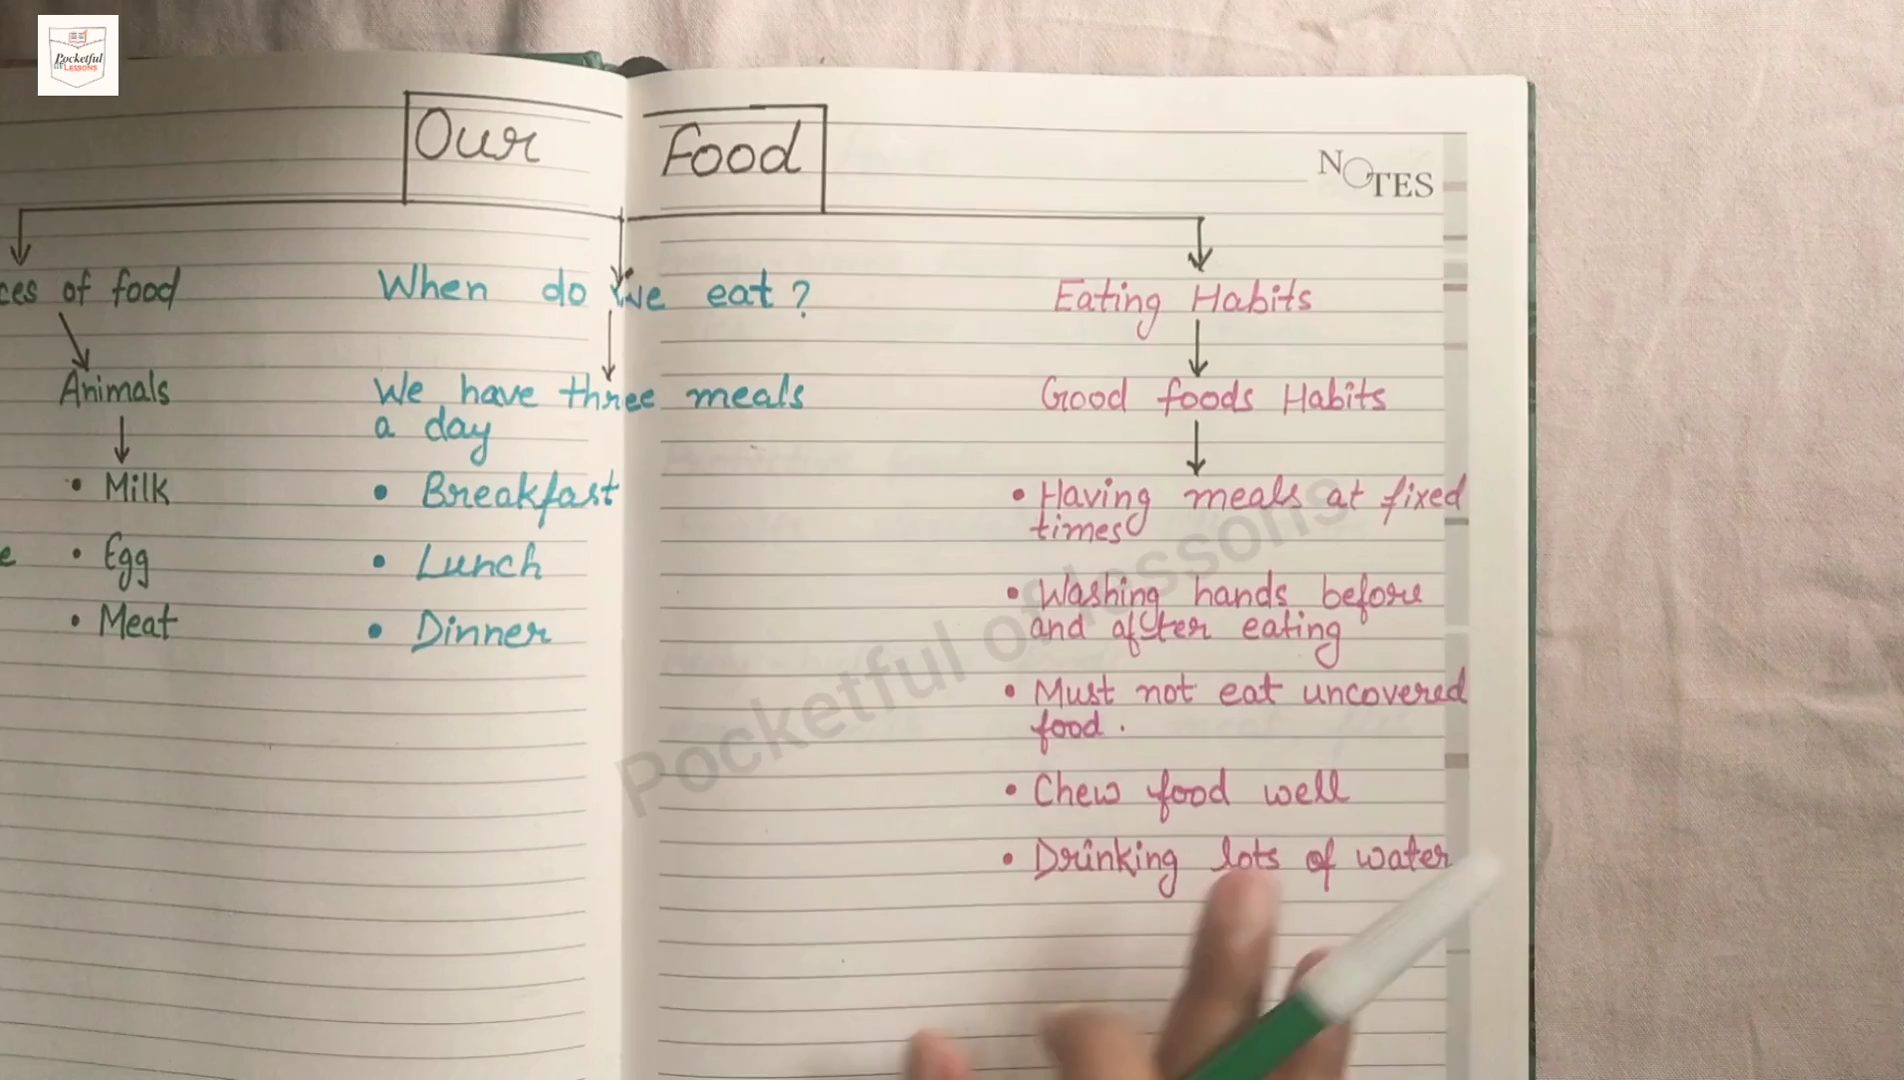 Pocketful
OF LESSONS
Our Food
NOTES
ces of food
Animals
• Milk
e • Egg
• Meat
When do we eat?
We have three meals
a day
• Breakfast
• Lunch
• Dinner
Eating Habits
Good foods Habits
• Having meals at fixed
times
• Washing hands before
and after eating
• Must not eat uncovered
food.
• Chew food well
• Drinking lots of water
Pocketful of lessons